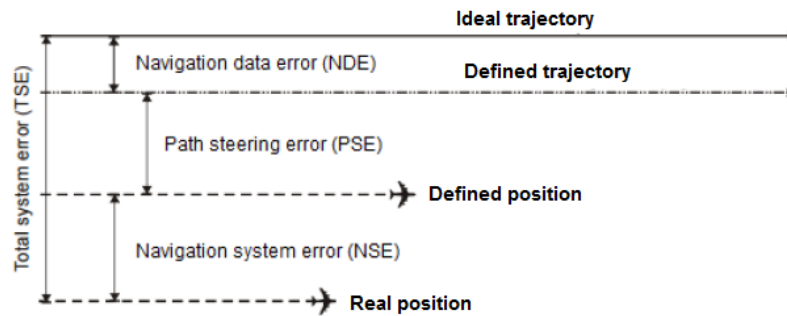 Ideal trajectory
Navigation data error (NDE)
Defined trajectory
Total system error (TSE)
Path steering error (PSE)
Defined position
Navigation system error (NSE)
Real position